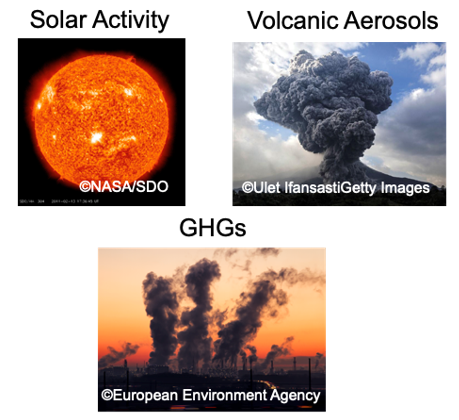 Solar Activity
Volcanic Aerosols
©NASA/SDO
©Ulet IfansastiGetty Images
GHGs
©European Environment Agency